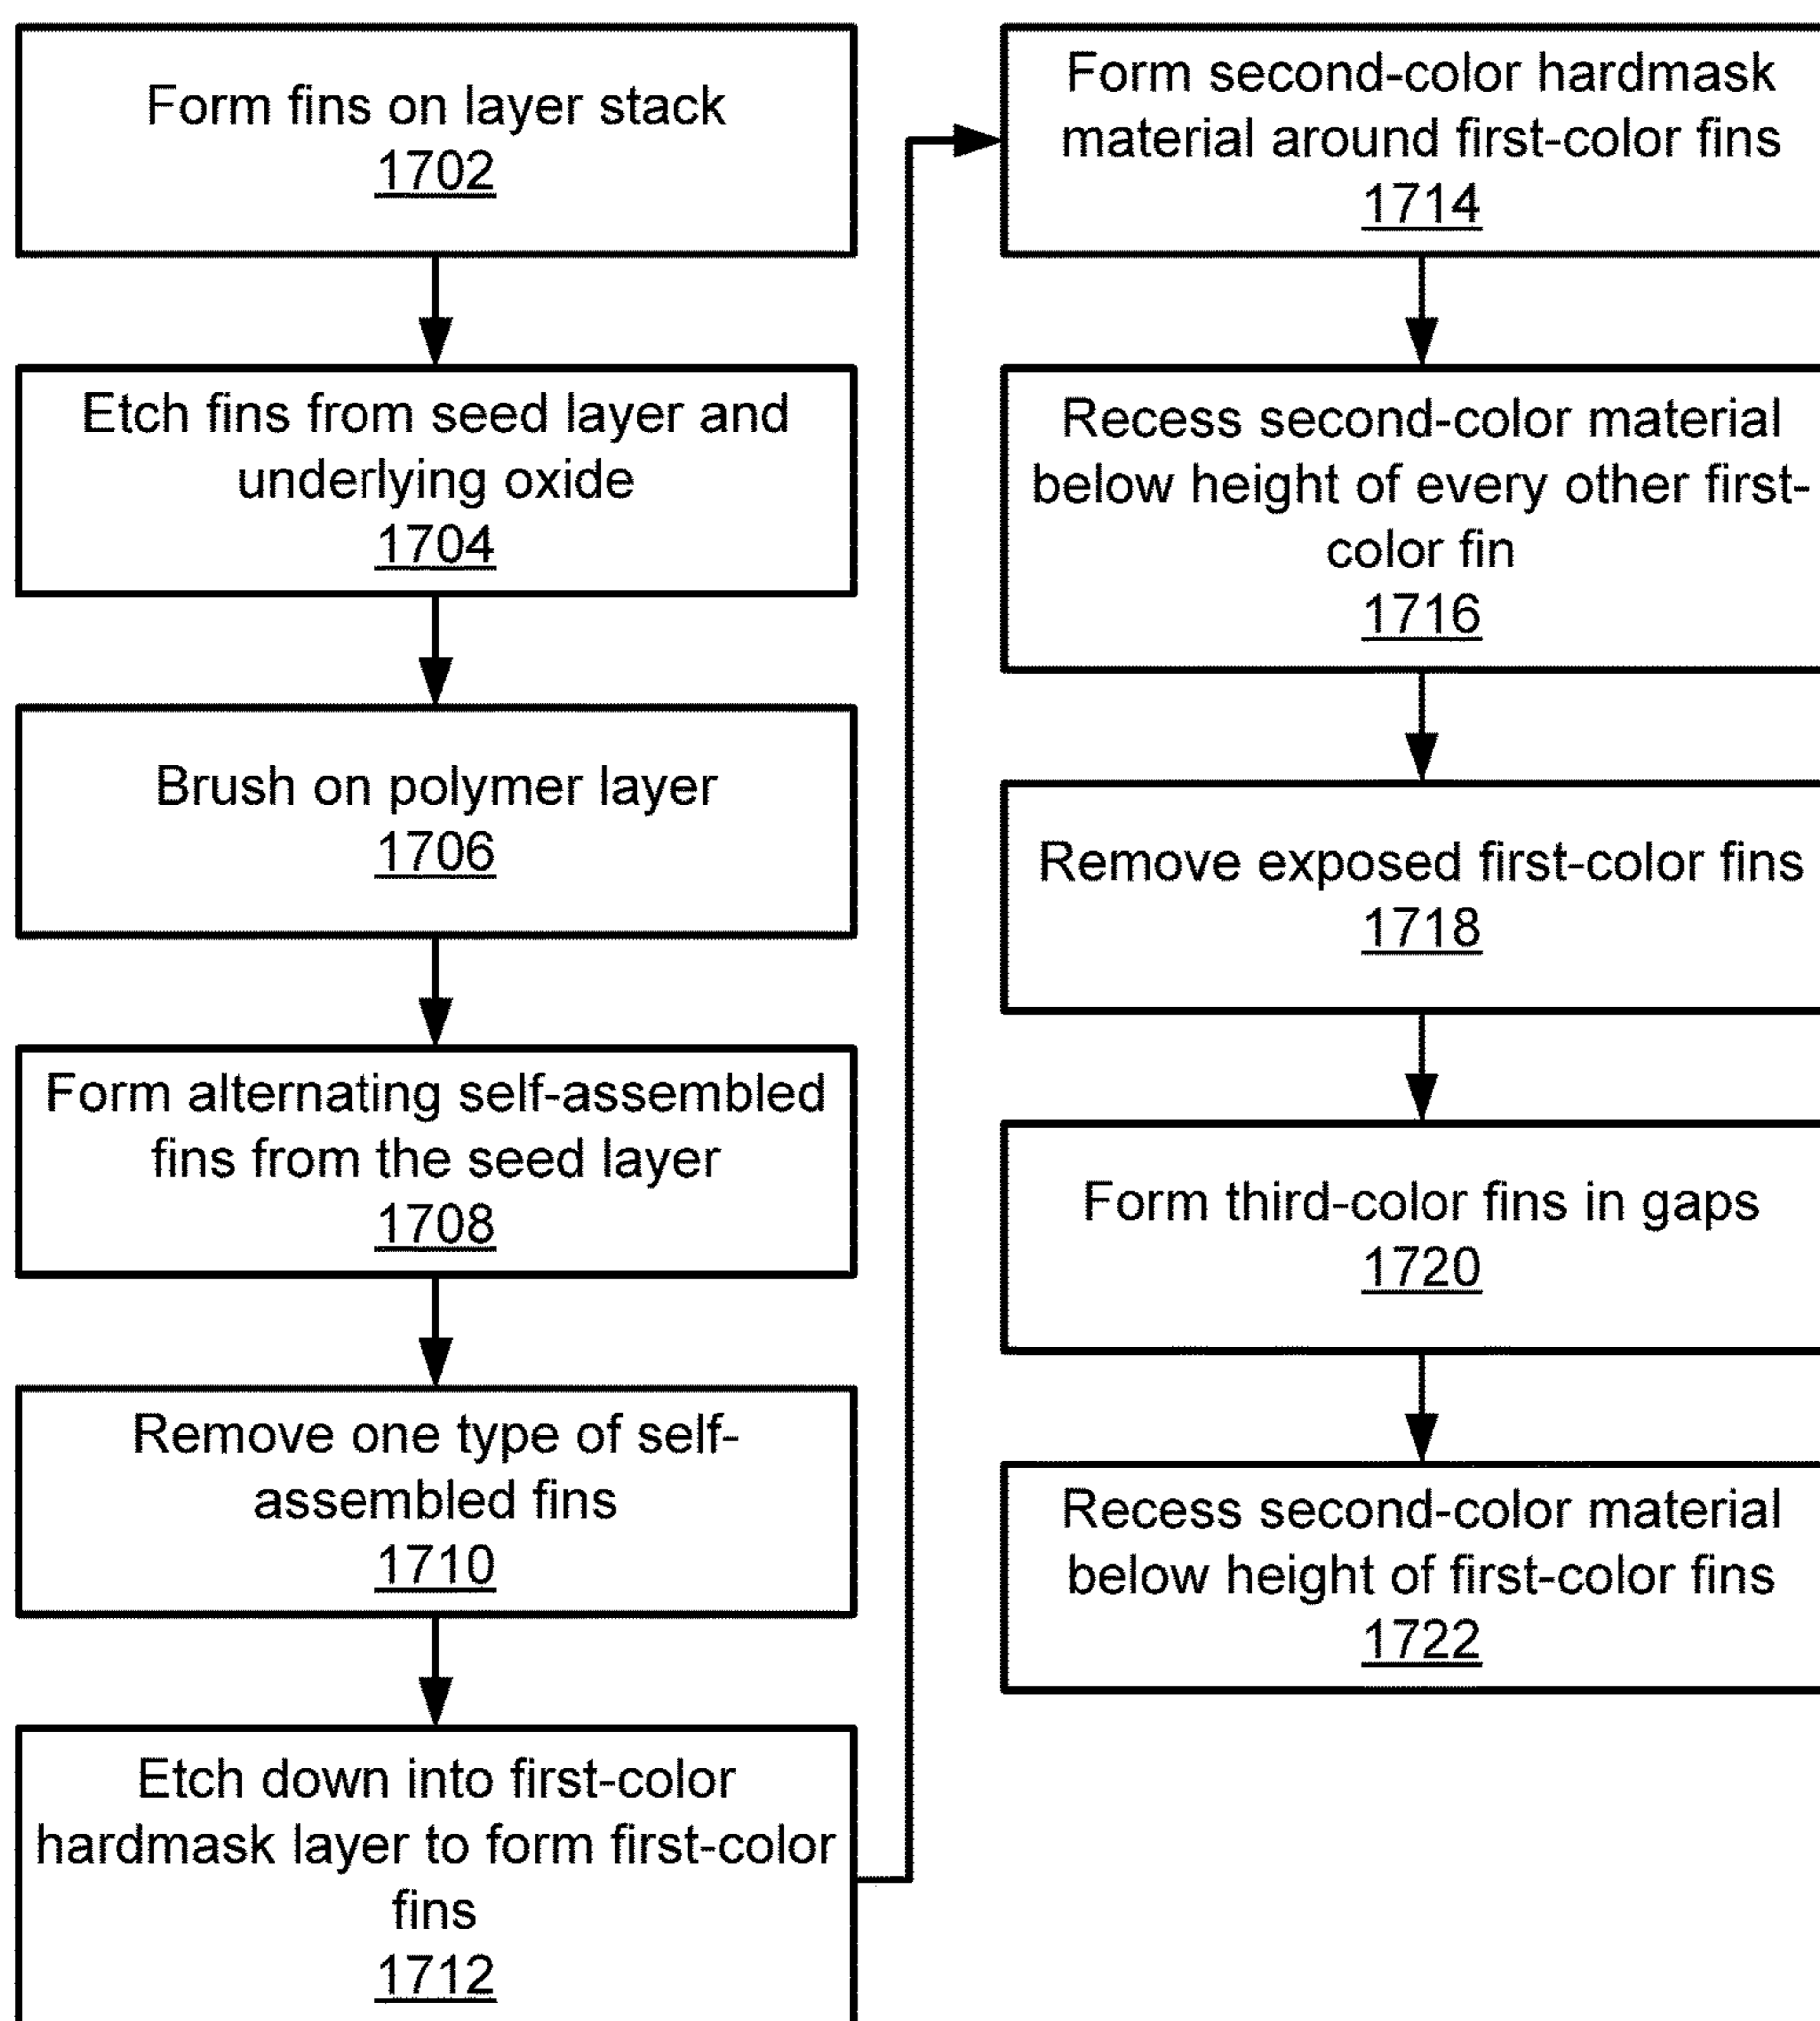 Form fins on layer stack
1702
Etch fins from seed layer and
underlying oxide
1704
Brush on polymer layer
1706
Form alternating self-assembled
fins from the seed layer
1708
Remove one type of self-
assembled fins
1710
Etch down into first-color
hardmask layer to form first-color
fins
1712
Form second-color hardmask
material around first-color fins
1714
Recess second-color material
below height of every other first-
color fin
1716
Remove exposed first-color fins
1718
Form third-color fins in gaps
1720
Recess second-color material
below height of first-color fins
1722